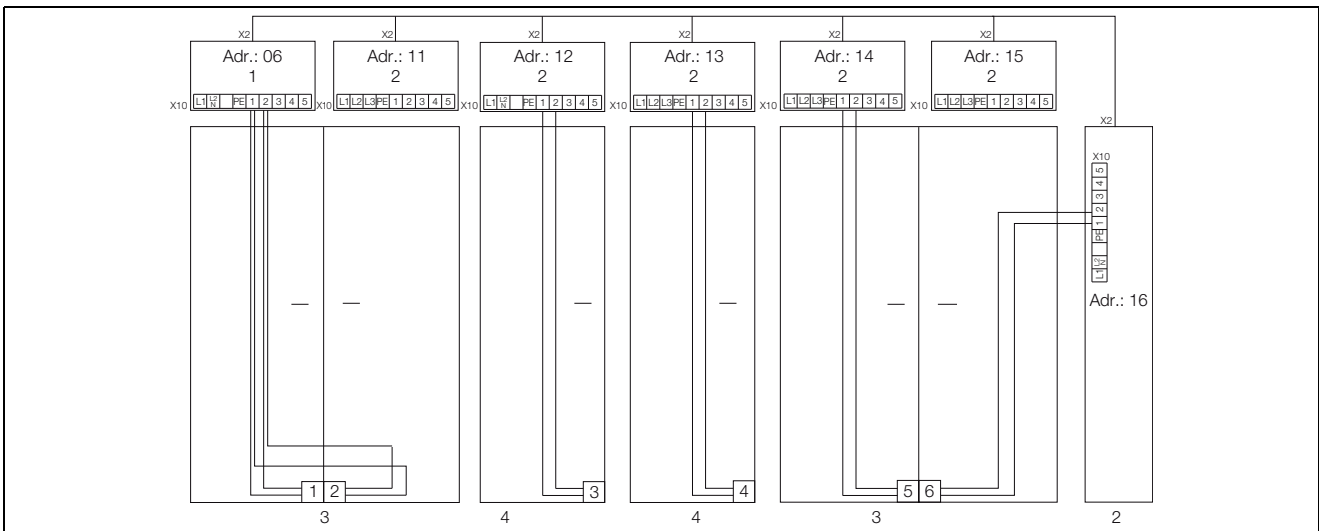 X2 X2 X2 X2 X2 X2
Adr.: 06 Adr.: 11 Adr.: 12 Adr.: 13 Adr.: 14 Adr.: 15
1 2 2 2 2 2
X10 L1 L2 N PE 1 2 3 4 5 X10 L1 L2 L3 PE 1 2 3 4 5 X10 L1 L2 N PE 1 2 3 4 5 X10 L1 L2 L3 PE 1 2 3 4 5 X10 L1 L2 L3 PE 1 2 3 4 5 X10 L1 L2 L3 PE 1 2 3 4 5
X2
X10
L1 L2 N PE 1 2 3 4 5
Adr.: 16
— — — — — —
1 2 3 4 5 6
3 4 4 3 2